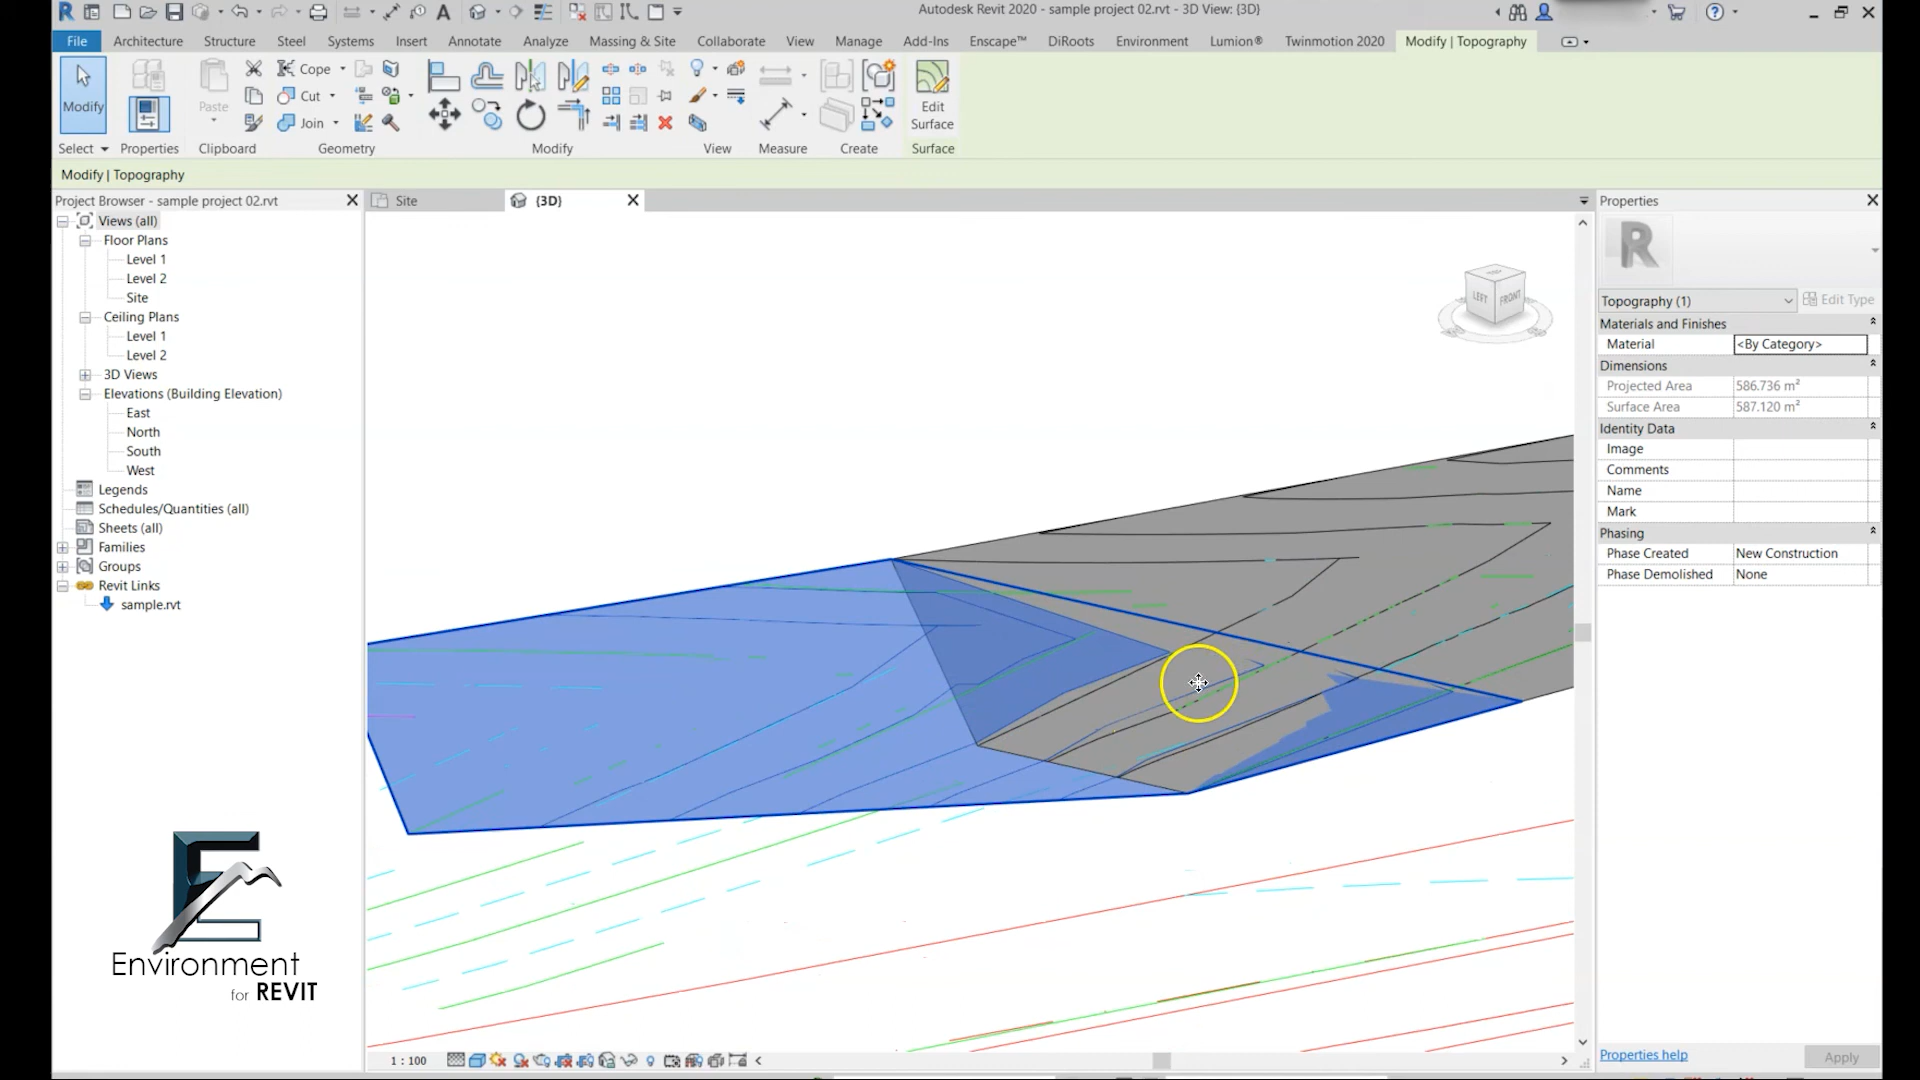 Autodesk Revit 2020 - sample project 02.rvt - 3D View: {3D}
File Architecture Structure Steel Systems Insert Annotate Analyze Massing & Site Collaborate View Manage Add-Ins Enscape™ DiRoots Environment Lumion® Twinmotion 2020 Modify | Topography
Modify
Paste
Cope
Cut
Join
Edit
Surface
Select Properties Clipboard Geometry Modify View Measure Create Surface
Modify | Topography
Project Browser - sample project 02.rvt
Views (all)
Floor Plans
Level 1
Level 2
Site
Ceiling Plans
Level 1
Level 2
3D Views
Elevations (Building Elevation)
East
North
South
West
Legends
Schedules/Quantities (all)
Sheets (all)
Families
Groups
Revit Links
sample.rvt
Environment
for REVIT
Site
{3D}
LEFT
FRONT
1 : 100
Properties
Topography (1)
Edit Type
Materials and Finishes
Material <By Category>
Dimensions
Projected Area 586.736 m²
Surface Area 587.120 m²
Identity Data
Image
Comments
Name
Mark
Phasing
Phase Created New Construction
Phase Demolished None
Properties help
Apply